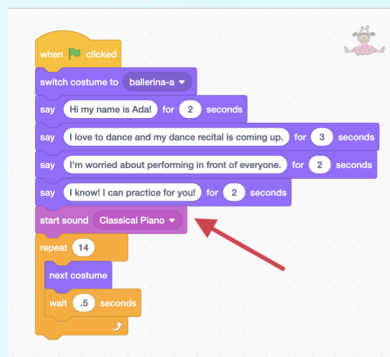 when clicked
switch costume to ballerina-a
say Hi my name is Ada! for 2 seconds
say I love to dance and my dance recital is coming up. for 3 seconds
say I'm worried about performing in front of everyone. for 2 seconds
say I know! I can practice for you! for 2 seconds
start sound Classical Piano
repeat 14
next costume
wait .5 seconds